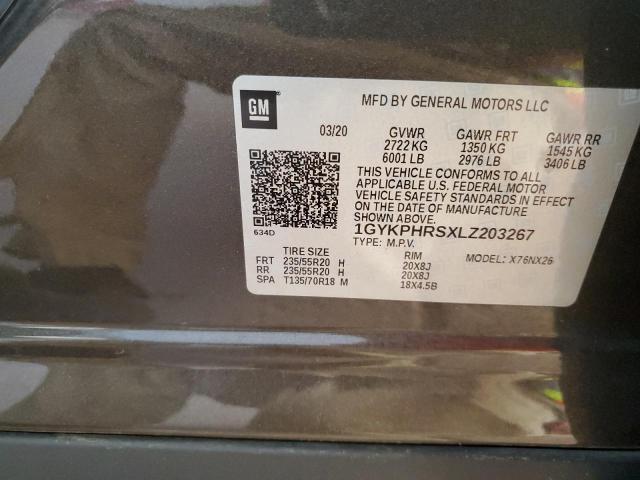 GM
MFD BY GENERAL MOTORS LLC
03/20 GVWR GAWR FRT GAWR RR
2722 KG 1350 KG 1545 KG
6001 LB 2976 LB 3406 LB
THIS VEHICLE CONFORMS TO ALL
APPLICABLE U.S. FEDERAL MOTOR
VEHICLE SAFETY STANDARDS IN EFFECT
ON THE DATE OF MANUFACTURE
SHOWN ABOVE.
634D 1GYKPHRSXLZ203267
TYPE: M.P.V. MODEL: X76NX26
TIRE SIZE RIM
FRT 235/55R20 H 20X8J
RR 235/55R20 H 20X8J
SPA T135/70R18 M 18X4.5B